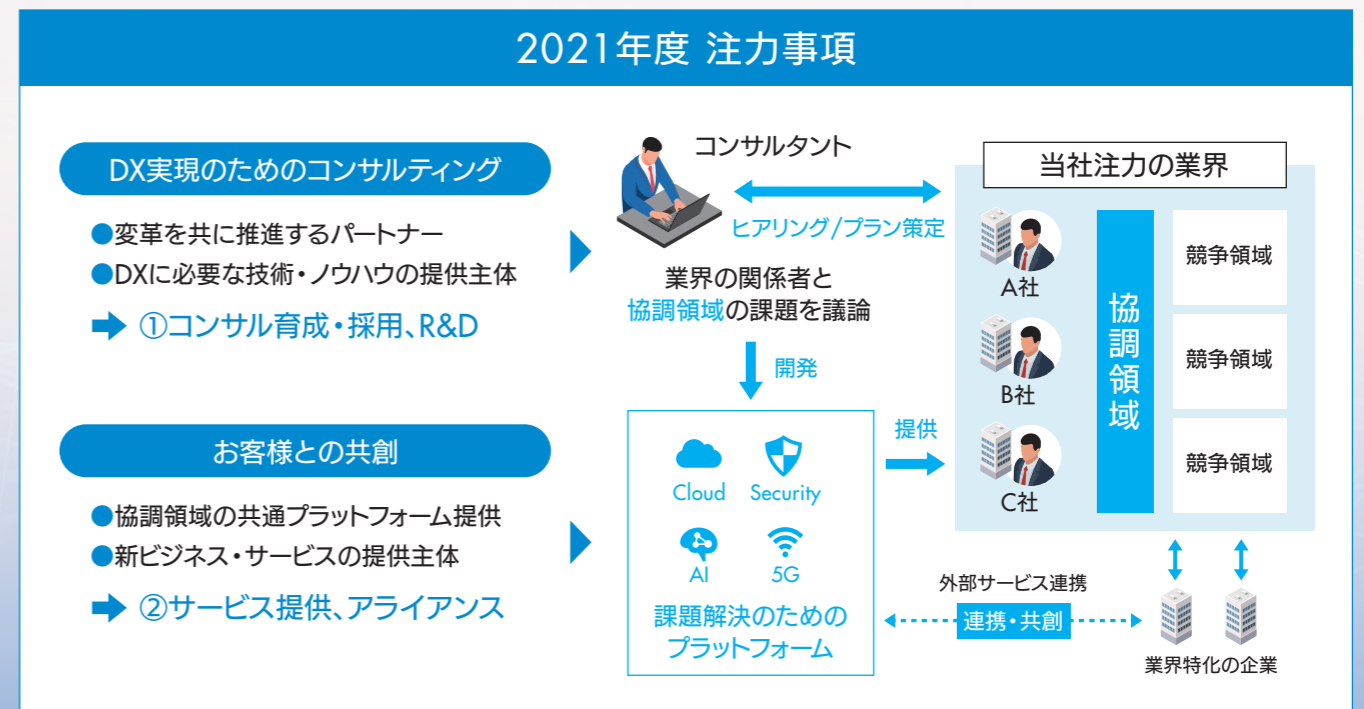 2021年度 注力事項
DX実現のためのコンサルティング
●変革を共に推進するパートナー
●DXに必要な技術・ノウハウの提供主体
➡ ①コンサル育成・採用、R&D
お客様との共創
●協調領域の共通プラットフォーム提供
●新ビジネス・サービスの提供主体
➡ ②サービス提供、アライアンス
コンサルタント
ヒアリング/プラン策定
業界の関係者と
協調領域の課題を議論
開発
Cloud
Security
AI
5G
課題解決のための
プラットフォーム
提供
当社注力の業界
A社
B社
C社
協調領域
競争領域
競争領域
競争領域
外部サービス連携
連携・共創
業界特化の企業